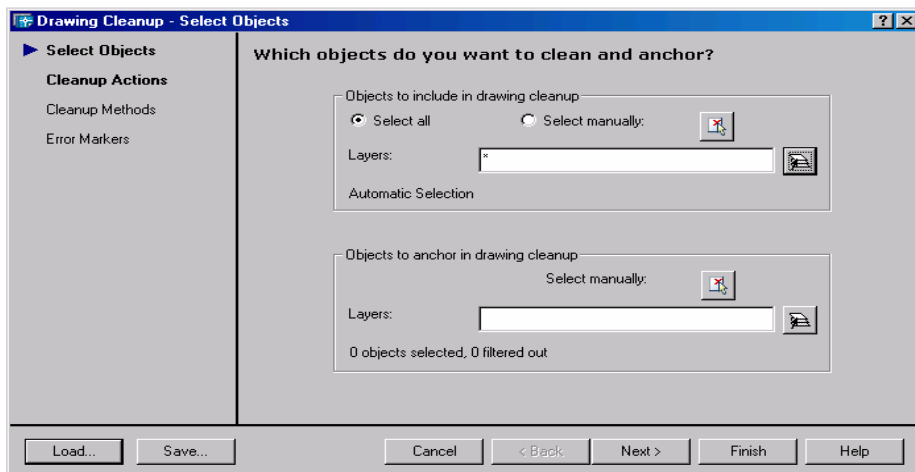 Drawing Cleanup - Select Objects
Select Objects
Cleanup Actions
Cleanup Methods
Error Markers
Which objects do you want to clean and anchor?
Objects to include in drawing cleanup
Select all Select manually:
Layers: *
Automatic Selection
Objects to anchor in drawing cleanup
Select manually:
Layers:
0 objects selected, 0 filtered out
Load... Save... Cancel < Back Next > Finish Help